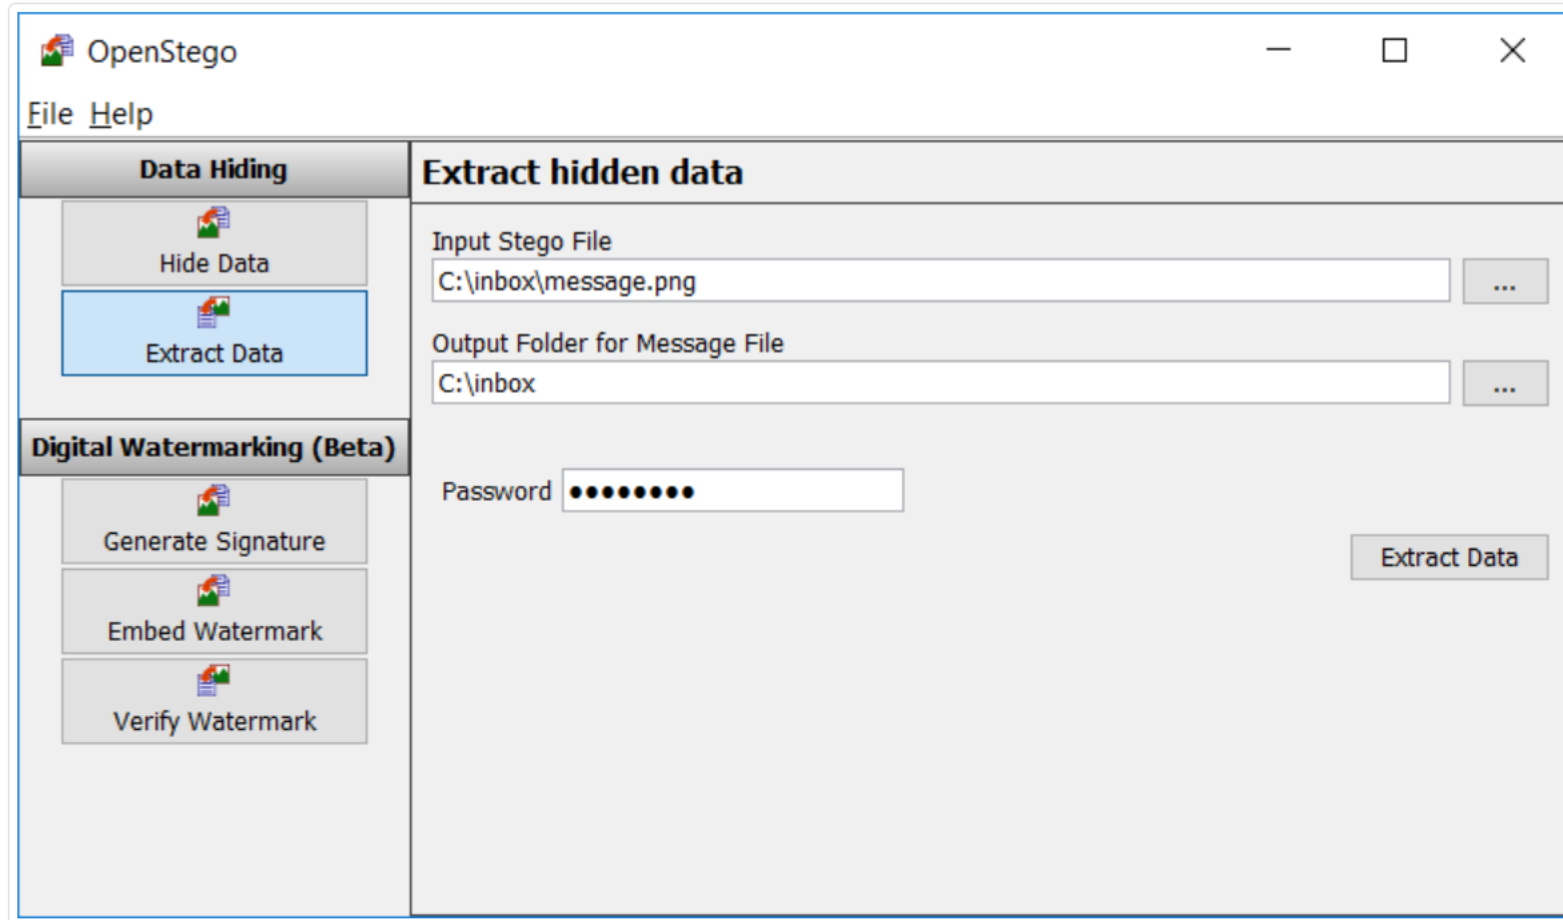 OpenStego
File Help
Data Hiding
Hide Data
Extract Data
Digital Watermarking (Beta)
Generate Signature
Embed Watermark
Verify Watermark
Extract hidden data
Input Stego File
C:\inbox\message.png
...
Output Folder for Message File
C:\inbox
...
Password ●●●●●●●●
Extract Data